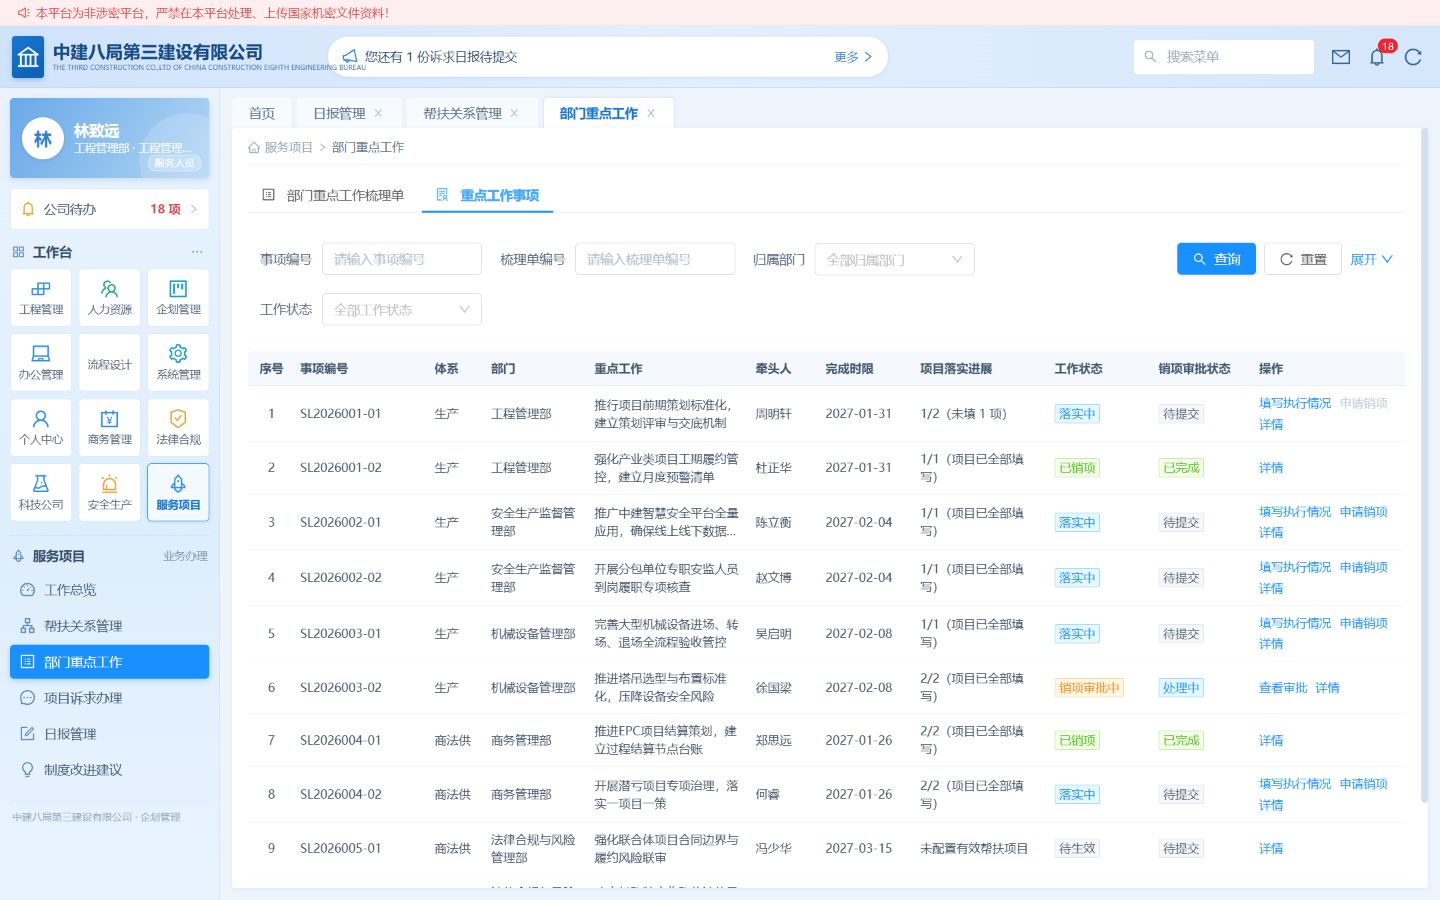 本平台为非涉密平台，严禁在本平台处理、上传国家机密文件资料！
中建八局第三建设有限公司
THE THIRD CONSTRUCTION CO.,LTD OF CHINA CONSTRUCTION EIGHTH ENGINEERING BUREAU
您还有 1 份诉求日报待提交
更多
搜索菜单
18
林
林致远
工程管理部 · 工程管理...
服务人员
公司待办
18 项
工作台
...
工程管理
人力资源
企划管理
办公管理
流程设计
系统管理
个人中心
商务管理
法律合规
科技公司
安全生产
服务项目
服务项目
业务办理
工作总览
帮扶关系管理
部门重点工作
项目诉求办理
日报管理
制度改进建议
中建八局第三建设有限公司 · 企划管理
首页
日报管理
帮扶关系管理
部门重点工作
服务项目 > 部门重点工作
部门重点工作梳理单
重点工作事项
事项编号
请输入事项编号
梳理单编号
请输入梳理单编号
归属部门
全部归属部门
查询
重置
展开
工作状态
全部工作状态
序号 事项编号 体系 部门 重点工作 牵头人 完成时限 项目落实进展 工作状态 销项审批状态 操作
1 SL2026001-01 生产 工程管理部 推行项目前期策划标准化，建立策划评审与交底机制 周明轩 2027-01-31 1/2（未填 1 项） 落实中 待提交 填写执行情况 申请销项 详情
2 SL2026001-02 生产 工程管理部 强化产业类项目工期履约管控，建立月度预警清单 杜正华 2027-01-31 1/1（项目已全部填写） 已销项 已完成 详情
3 SL2026002-01 生产 安全生产监督管理部 推广中建智慧安全平台全量应用，确保线上线下数据... 陈立衡 2027-02-04 1/1（项目已全部填写） 落实中 待提交 填写执行情况 申请销项 详情
4 SL2026002-02 生产 安全生产监督管理部 开展分包单位专职安监人员到岗履职专项核查 赵文博 2027-02-04 1/1（项目已全部填写） 落实中 待提交 填写执行情况 申请销项 详情
5 SL2026003-01 生产 机械设备管理部 完善大型机械设备进场、转场、退场全流程验收管控 吴启明 2027-02-08 1/1（项目已全部填写） 落实中 待提交 填写执行情况 申请销项 详情
6 SL2026003-02 生产 机械设备管理部 推进塔吊选型与布置标准化，压降设备安全风险 徐国梁 2027-02-08 2/2（项目已全部填写） 销项审批中 处理中 查看审批 详情
7 SL2026004-01 商法供 商务管理部 推进EPC项目结算策划，建立过程结算节点台账 郑思远 2027-01-26 2/2（项目已全部填写） 已销项 已完成 详情
8 SL2026004-02 商法供 商务管理部 开展潜亏项目专项治理，落实一项目一策 何睿 2027-01-26 2/2（项目已全部填写） 落实中 待提交 填写执行情况 申请销项 详情
9 SL2026005-01 商法供 法律合规与风险管理部 强化联合体项目合同边界与履约风险联审 冯少华 2027-03-15 未配置有效帮扶项目 待生效 待提交 详情